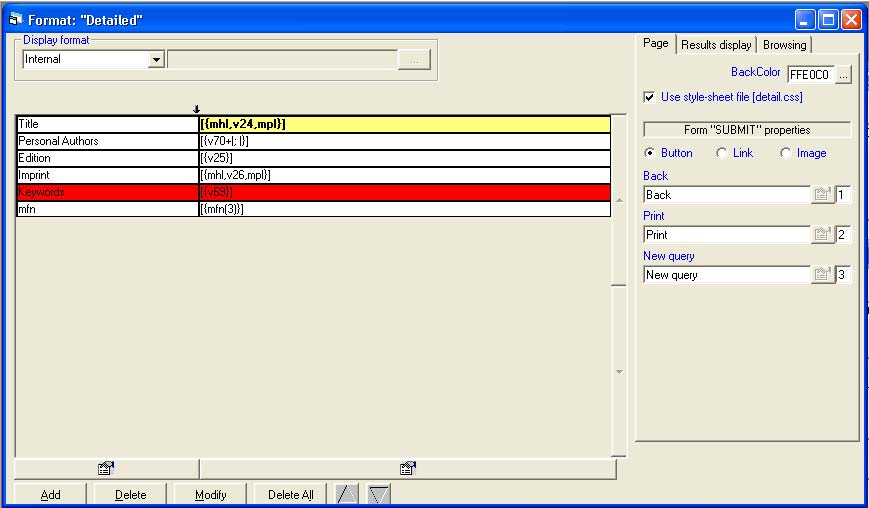 Format: "Detailed"
Display format
Internal
...
Title [{mhl,v24,mpl}]
Personal Authors [{v70+|; |}]
Edition [{v25}]
Imprint [{mhl,v26,mpl}]
Keywords [{v69}]
mfn [{mfn(3)}]
Add Delete Modify Delete All
Page Results display Browsing
BackColor FFE0C0 ...
Use style-sheet file [detail.css]
Form "SUBMIT" properties
Button Link Image
Back
Back 1
Print
Print 2
New query
New query 3